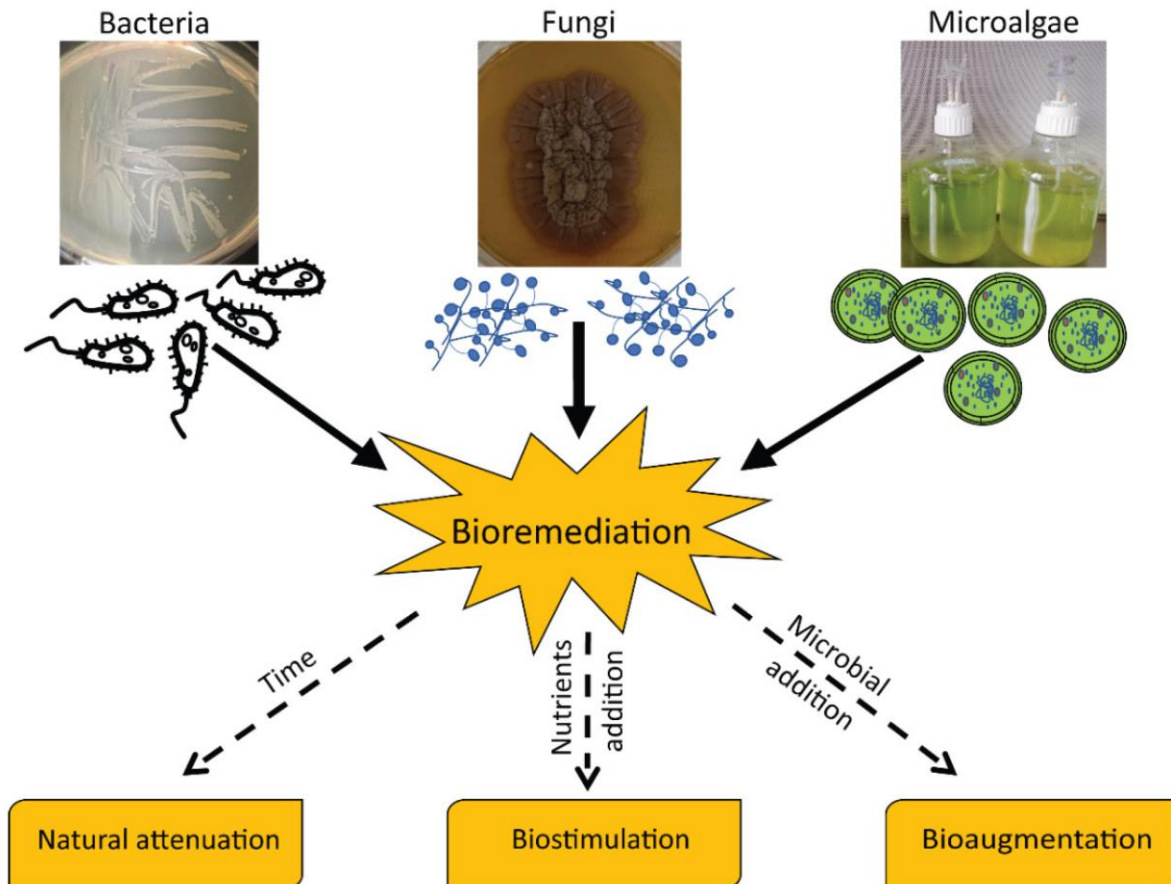 Bacteria
Fungi
Microalgae
Bioremediation
Time
Nutrients
addition
Microbial
addition
Natural attenuation
Biostimulation
Bioaugmentation